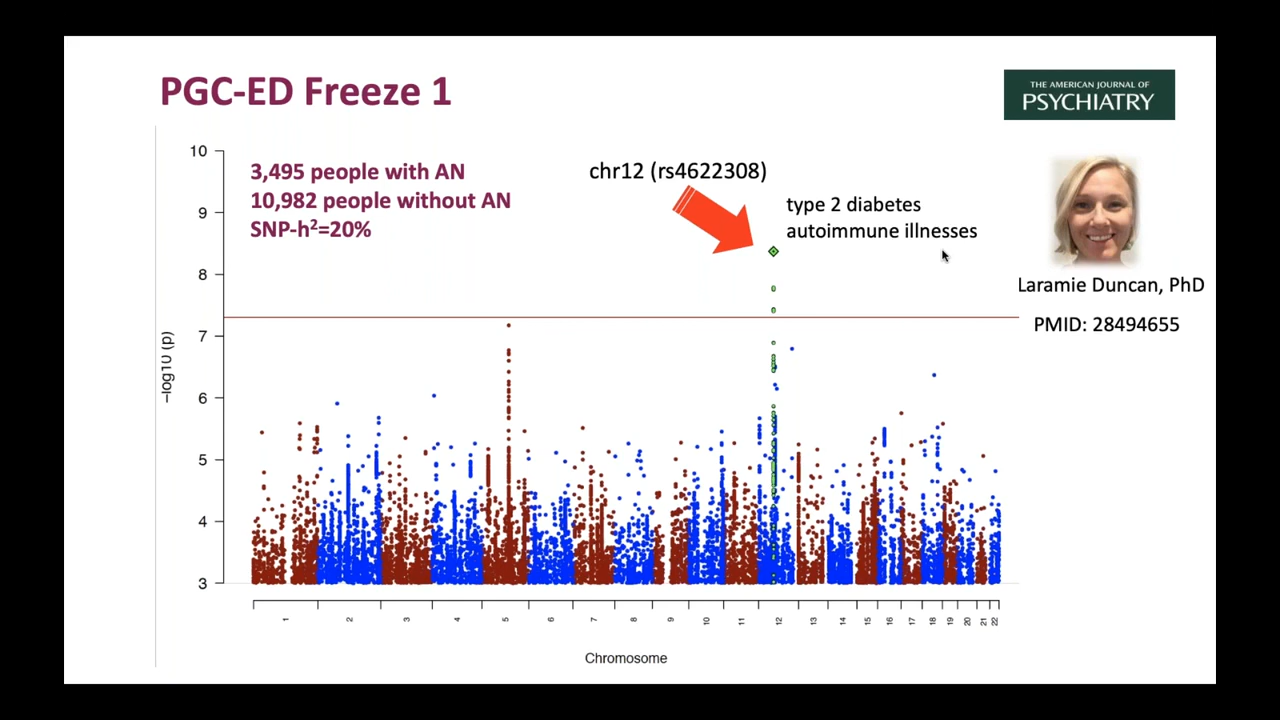 PGC-ED Freeze 1
THE AMERICAN JOURNAL OF
PSYCHIATRY
3,495 people with AN
10,982 people without AN
SNP-h²=20%
chr12 (rs4622308)
type 2 diabetes
autoimmune illnesses
Laramie Duncan, PhD
PMID: 28494655
10
9
8
7
6
5
4
3
−log10 (p)
1 2 3 4 5 6 7 8 9 10 11 12 13 14 15 16 17 18 19 20 21 22
Chromosome